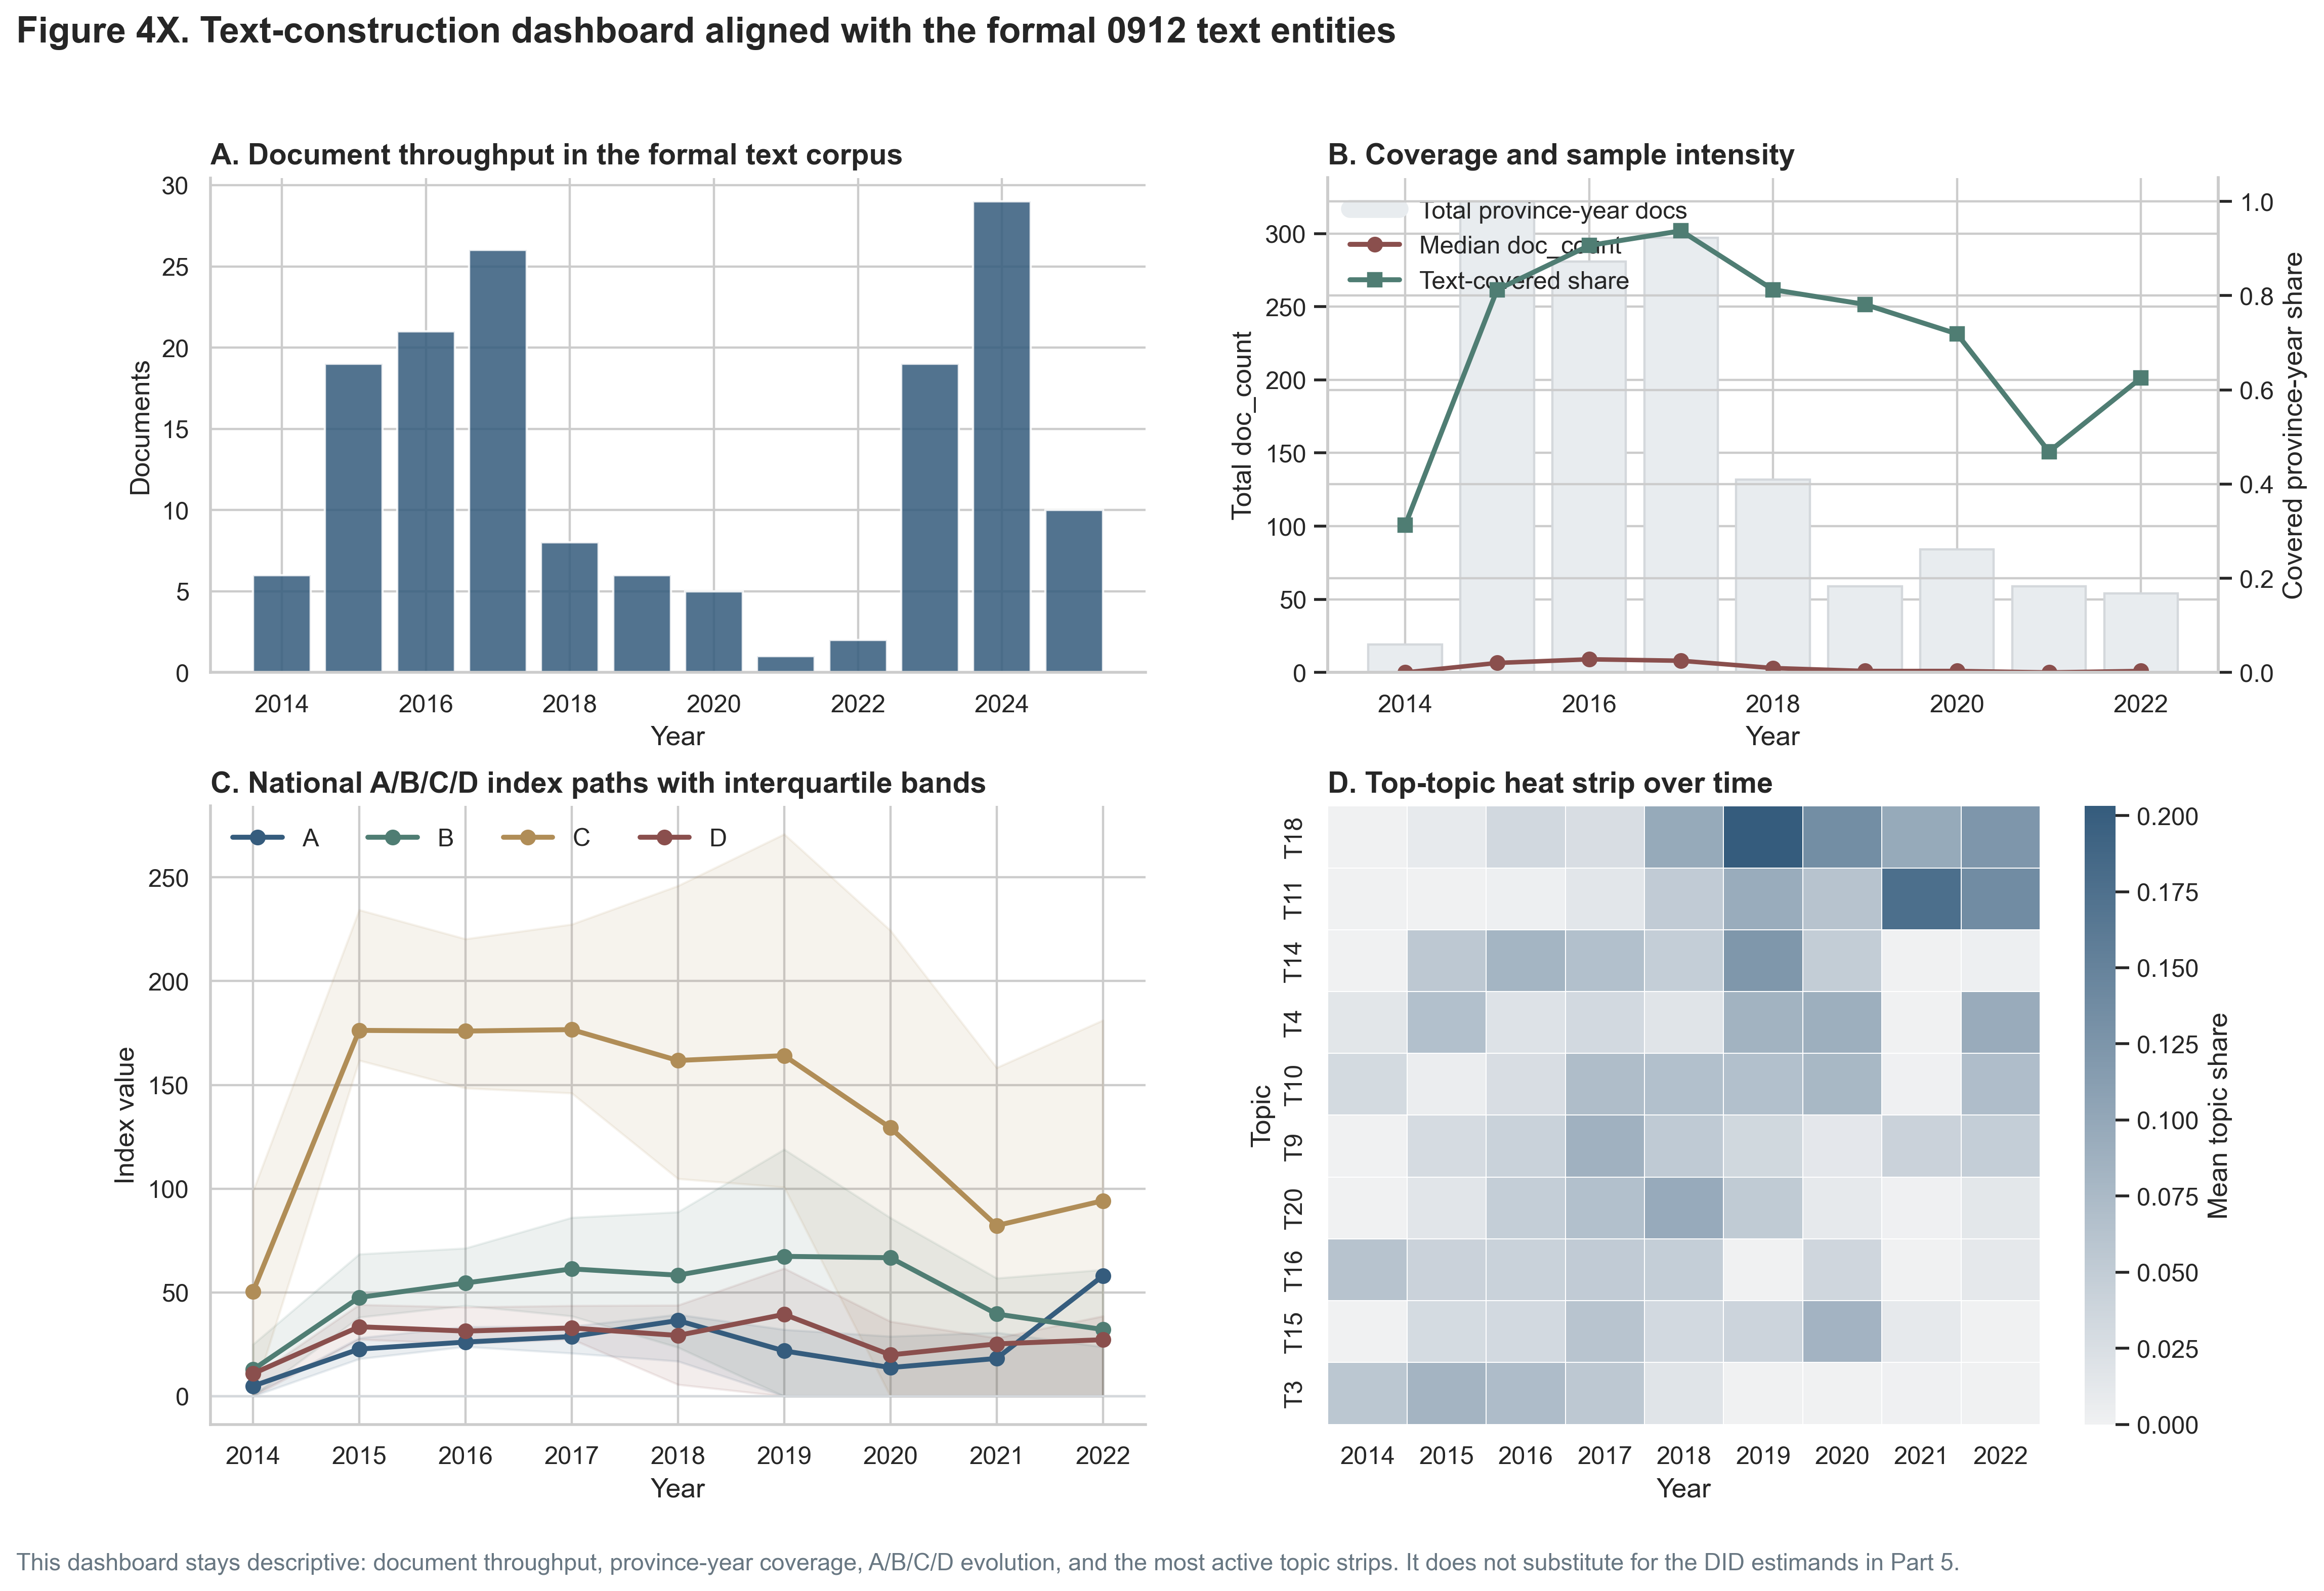 Figure 4X. Text-construction dashboard aligned with the formal 0912 text entities
A. Document throughput in the formal text corpus
30
25
20
15
10
5
0
Documents
2014 2016 2018 2020 2022 2024
Year
B. Coverage and sample intensity
Total province-year docs
Median doc_count
Text-covered share
300
250
200
150
100
50
0
Total doc_count
1.0
0.8
0.6
0.4
0.2
0.0
Covered province-year share
2014 2016 2018 2020 2022
Year
C. National A/B/C/D index paths with interquartile bands
A B C D
250
200
150
100
50
0
Index value
2014 2015 2016 2017 2018 2019 2020 2021 2022
Year
D. Top-topic heat strip over time
T18
T11
T14
T4
T10
T9
T20
T16
T15
T3
Topic
2014 2015 2016 2017 2018 2019 2020 2021 2022
Year
0.200
0.175
0.150
0.125
0.100
0.075
0.050
0.025
0.000
Mean topic share
This dashboard stays descriptive: document throughput, province-year coverage, A/B/C/D evolution, and the most active topic strips. It does not substitute for the DID estimands in Part 5.